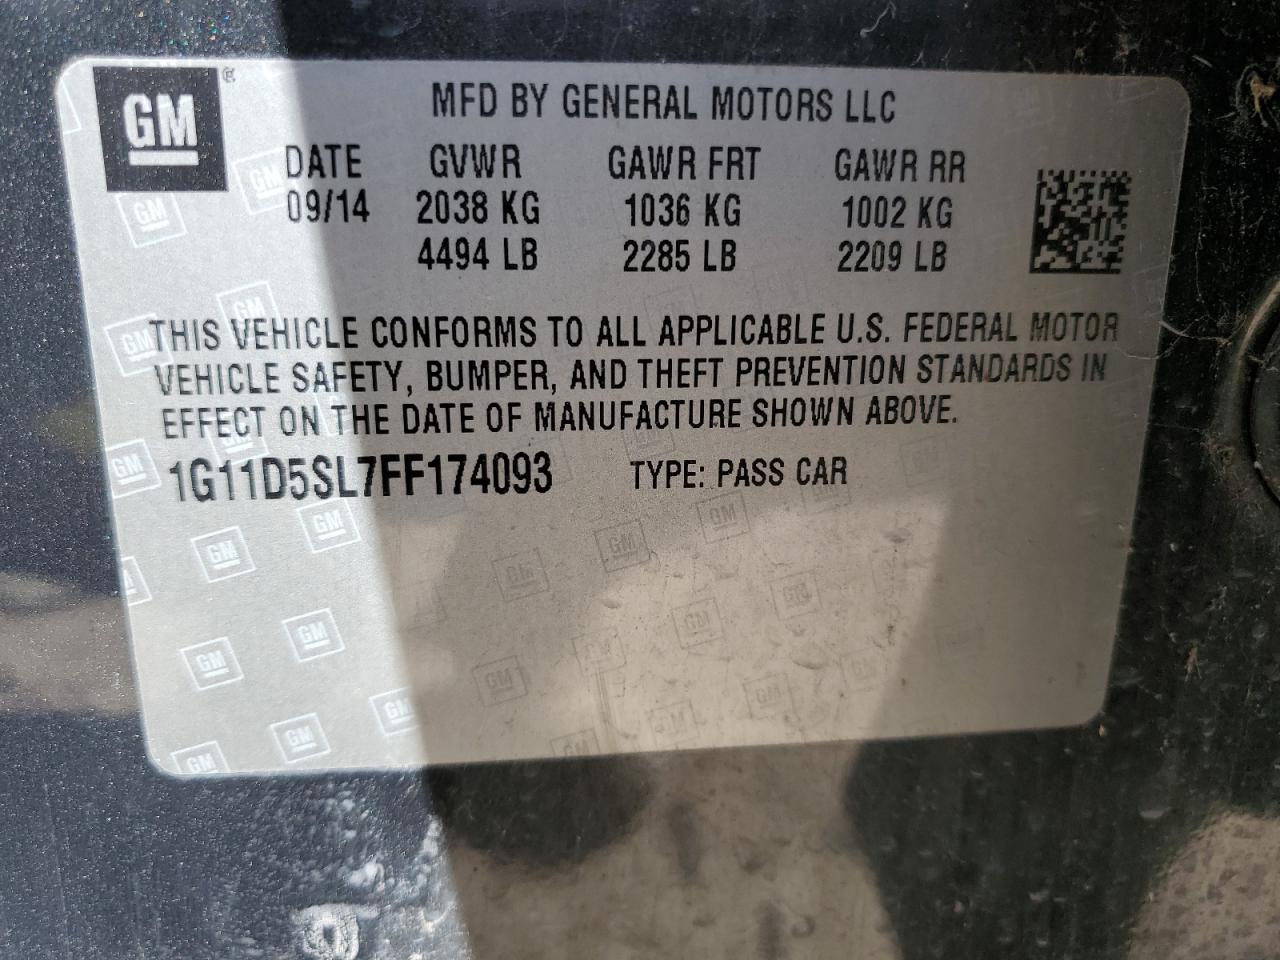 GM ®
MFD BY GENERAL MOTORS LLC
DATE GVWR GAWR FRT GAWR RR
09/14 2038 KG 1036 KG 1002 KG
4494 LB 2285 LB 2209 LB
THIS VEHICLE CONFORMS TO ALL APPLICABLE U.S. FEDERAL MOTOR
VEHICLE SAFETY, BUMPER, AND THEFT PREVENTION STANDARDS IN
EFFECT ON THE DATE OF MANUFACTURE SHOWN ABOVE.
1G11D5SL7FF174093 TYPE: PASS CAR